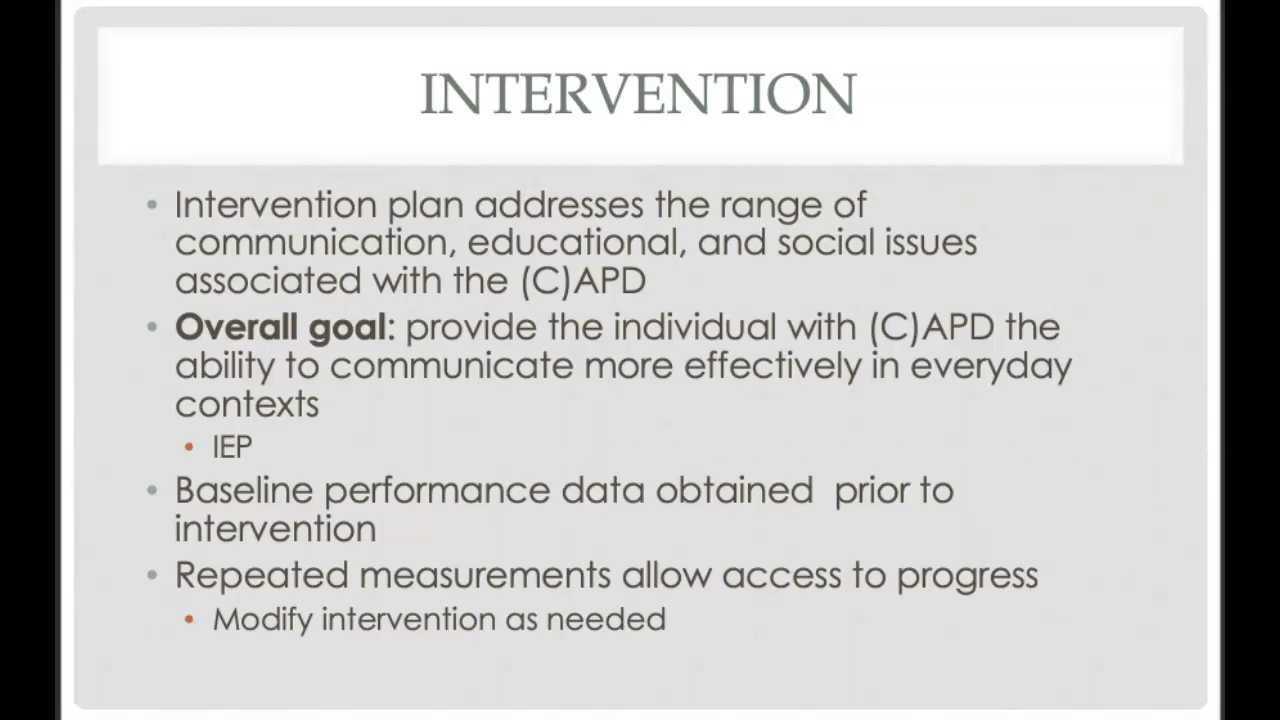 INTERVENTION
• Intervention plan addresses the range of
communication, educational, and social issues
associated with the (C)APD
• Overall goal: provide the individual with (C)APD the
ability to communicate more effectively in everyday
contexts
• IEP
• Baseline performance data obtained  prior to
intervention
• Repeated measurements allow access to progress
• Modify intervention as needed